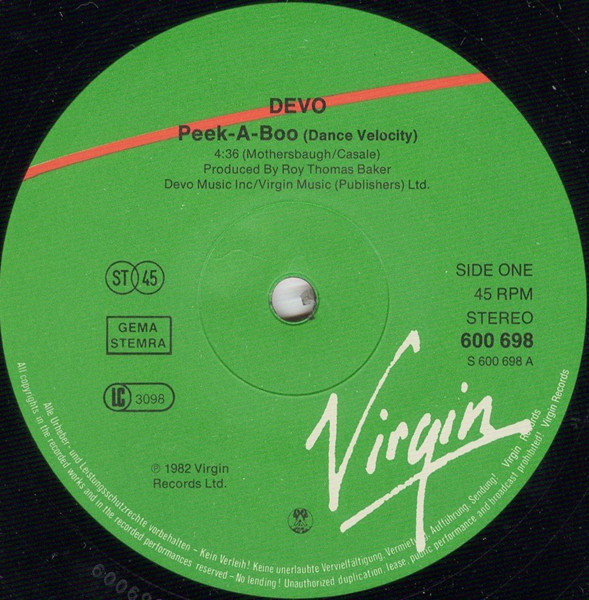 DEVO
Peek-A-Boo (Dance Velocity)
4:36 (Mothersbaugh/Casale)
Produced By Roy Thomas Baker
Devo Music Inc/Virgin Music (Publishers) Ltd.
ST 45
GEMA
STEMRA
LC 3098
SIDE ONE
45 RPM
STEREO
600 698
S 600 698 A
Virgin
℗ 1982 Virgin
Records Ltd.
Alle Urheber- und Leistungsschutzrechte vorbehalten - Kein Verleih! Keine unerlaubte Vervielfältigung, Vermietung, Aufführung, Sendung! Virgin Records
All copyrights in the recorded works and in the recorded performances reserved - No lending! Unauthorized duplication, lease, public performance and broadcast prohibited! Virgin Records